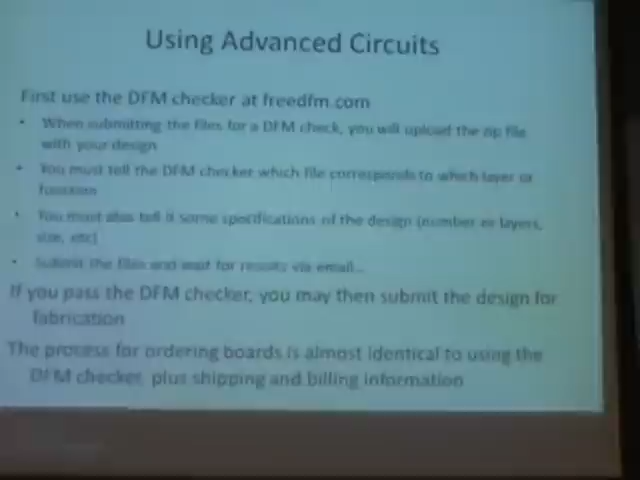 Using Advanced Circuits
First use the DFM checker at freedfm.com
• When submitting the files for a DFM check, you will upload the zip file
with your design
• You must tell the DFM checker which file corresponds to which layer or
function
• You must also tell it some specifications of the design (number or layers,
size, etc)
• Submit the files and wait for results via email...
If you pass the DFM checker, you may then submit the design for
fabrication
The process for ordering boards is almost identical to using the
DFM checker, plus shipping and billing information